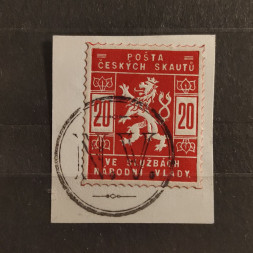 POŠTA
ČESKÝCH SKAUTŮ
20 20
VE SLUŽBÁCH
NÁRODNÍ VLÁDY.